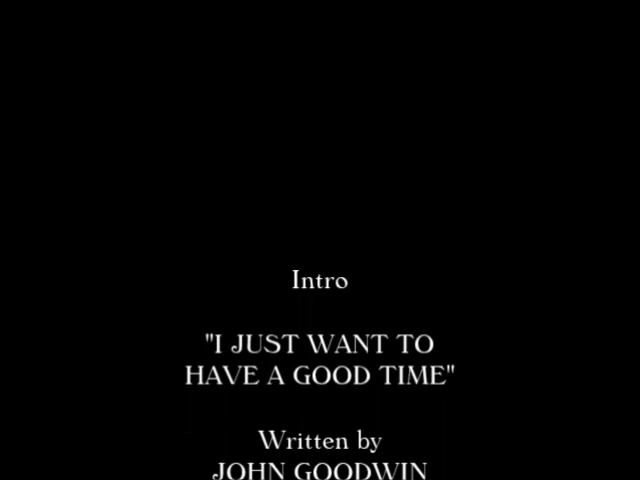 Intro
"I JUST WANT TO
HAVE A GOOD TIME"
Written by
JOHN GOODWIN